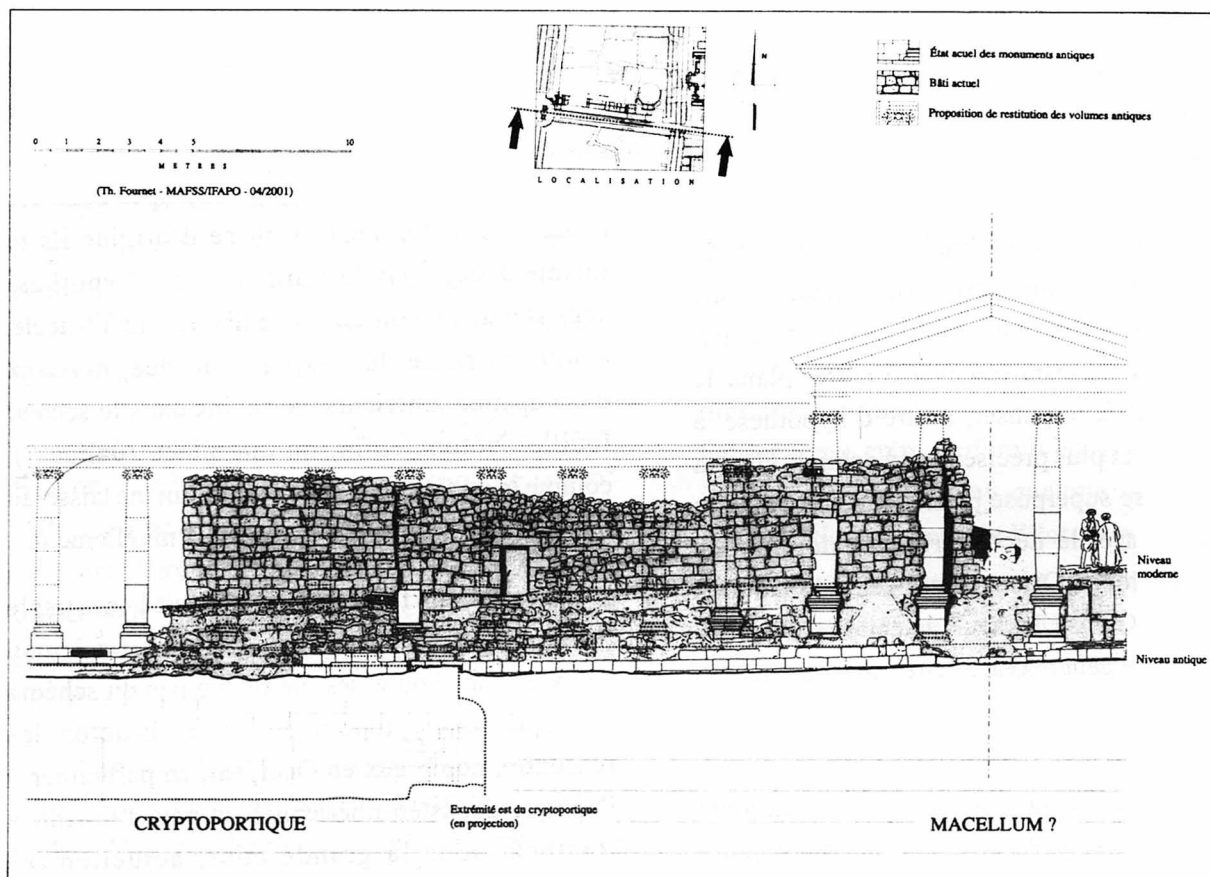 N
État acuel des monuments antiques
Bâti actuel
Proposition de restitution des volumes antiques
0 1 2 3 4 5 10
METRES
(Th. Fournet - MAFSS/IFAPO - 04/2001)
LOCALISATION
Niveau
moderne
Niveau antique
Extrémité est du cryptoportique
(en projection)
CRYPTOPORTIQUE
MACELLUM ?